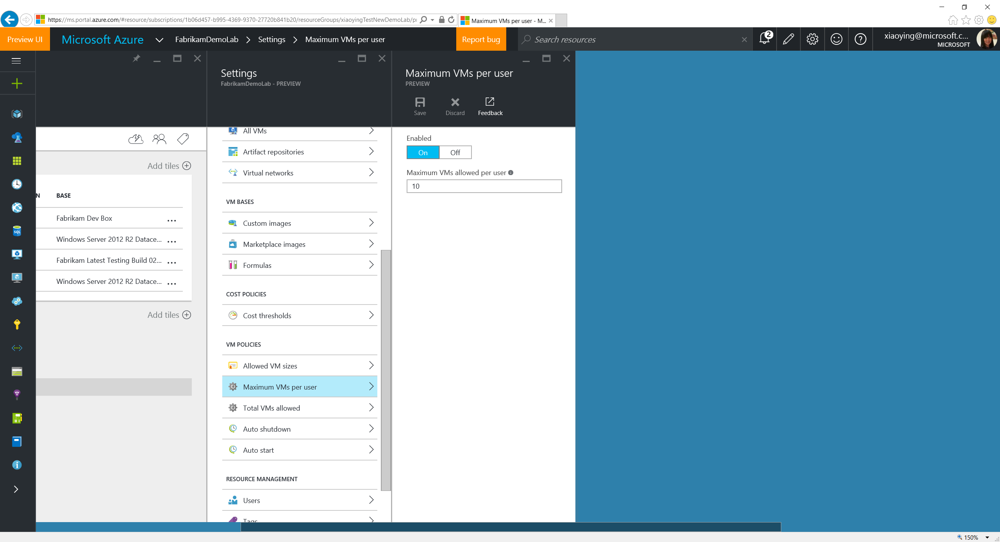 https://ms.portal.azure.com/#resource/subscriptions/1b06d457-b995-4369-9370-27720b841b20/resourceGroups/xiaoyingTestNewDemoLab/p
Maximum VMs per user - M...
Preview UI
Microsoft Azure
FabrikamDemoLab
Settings
Maximum VMs per user
Report bug
Search resources
2
xiaoying@microsoft.c...
MICROSOFT
Add tiles
N
BASE
Fabrikam Dev Box
Windows Server 2012 R2 Datace...
Fabrikam Latest Testing Build 02...
Windows Server 2012 R2 Datace...
Add tiles
SQL
Settings
FabrikamDemoLab - PREVIEW
All VMs
Artifact repositories
Virtual networks
VM BASES
Custom images
Marketplace images
Formulas
COST POLICIES
Cost thresholds
VM POLICIES
Allowed VM sizes
Maximum VMs per user
Total VMs allowed
Auto shutdown
Auto start
RESOURCE MANAGEMENT
Users
Tags
Maximum VMs per user
PREVIEW
Save
Discard
Feedback
Enabled
On
Off
Maximum VMs allowed per user
10
150%